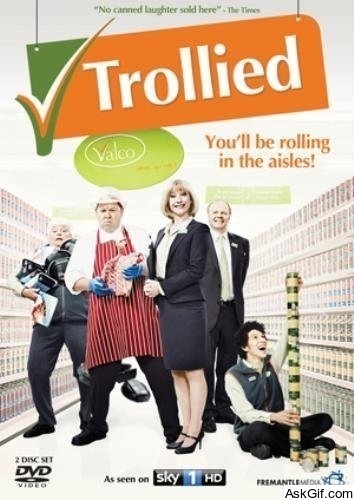 "No canned laughter sold here" - The Times
Trollied
Valco
You'll be rolling
in the aisles!
2 DISC SET
DVD
VIDEO
As seen on sky 1 HD
FREMANTLEMEDIA
AskGif.com